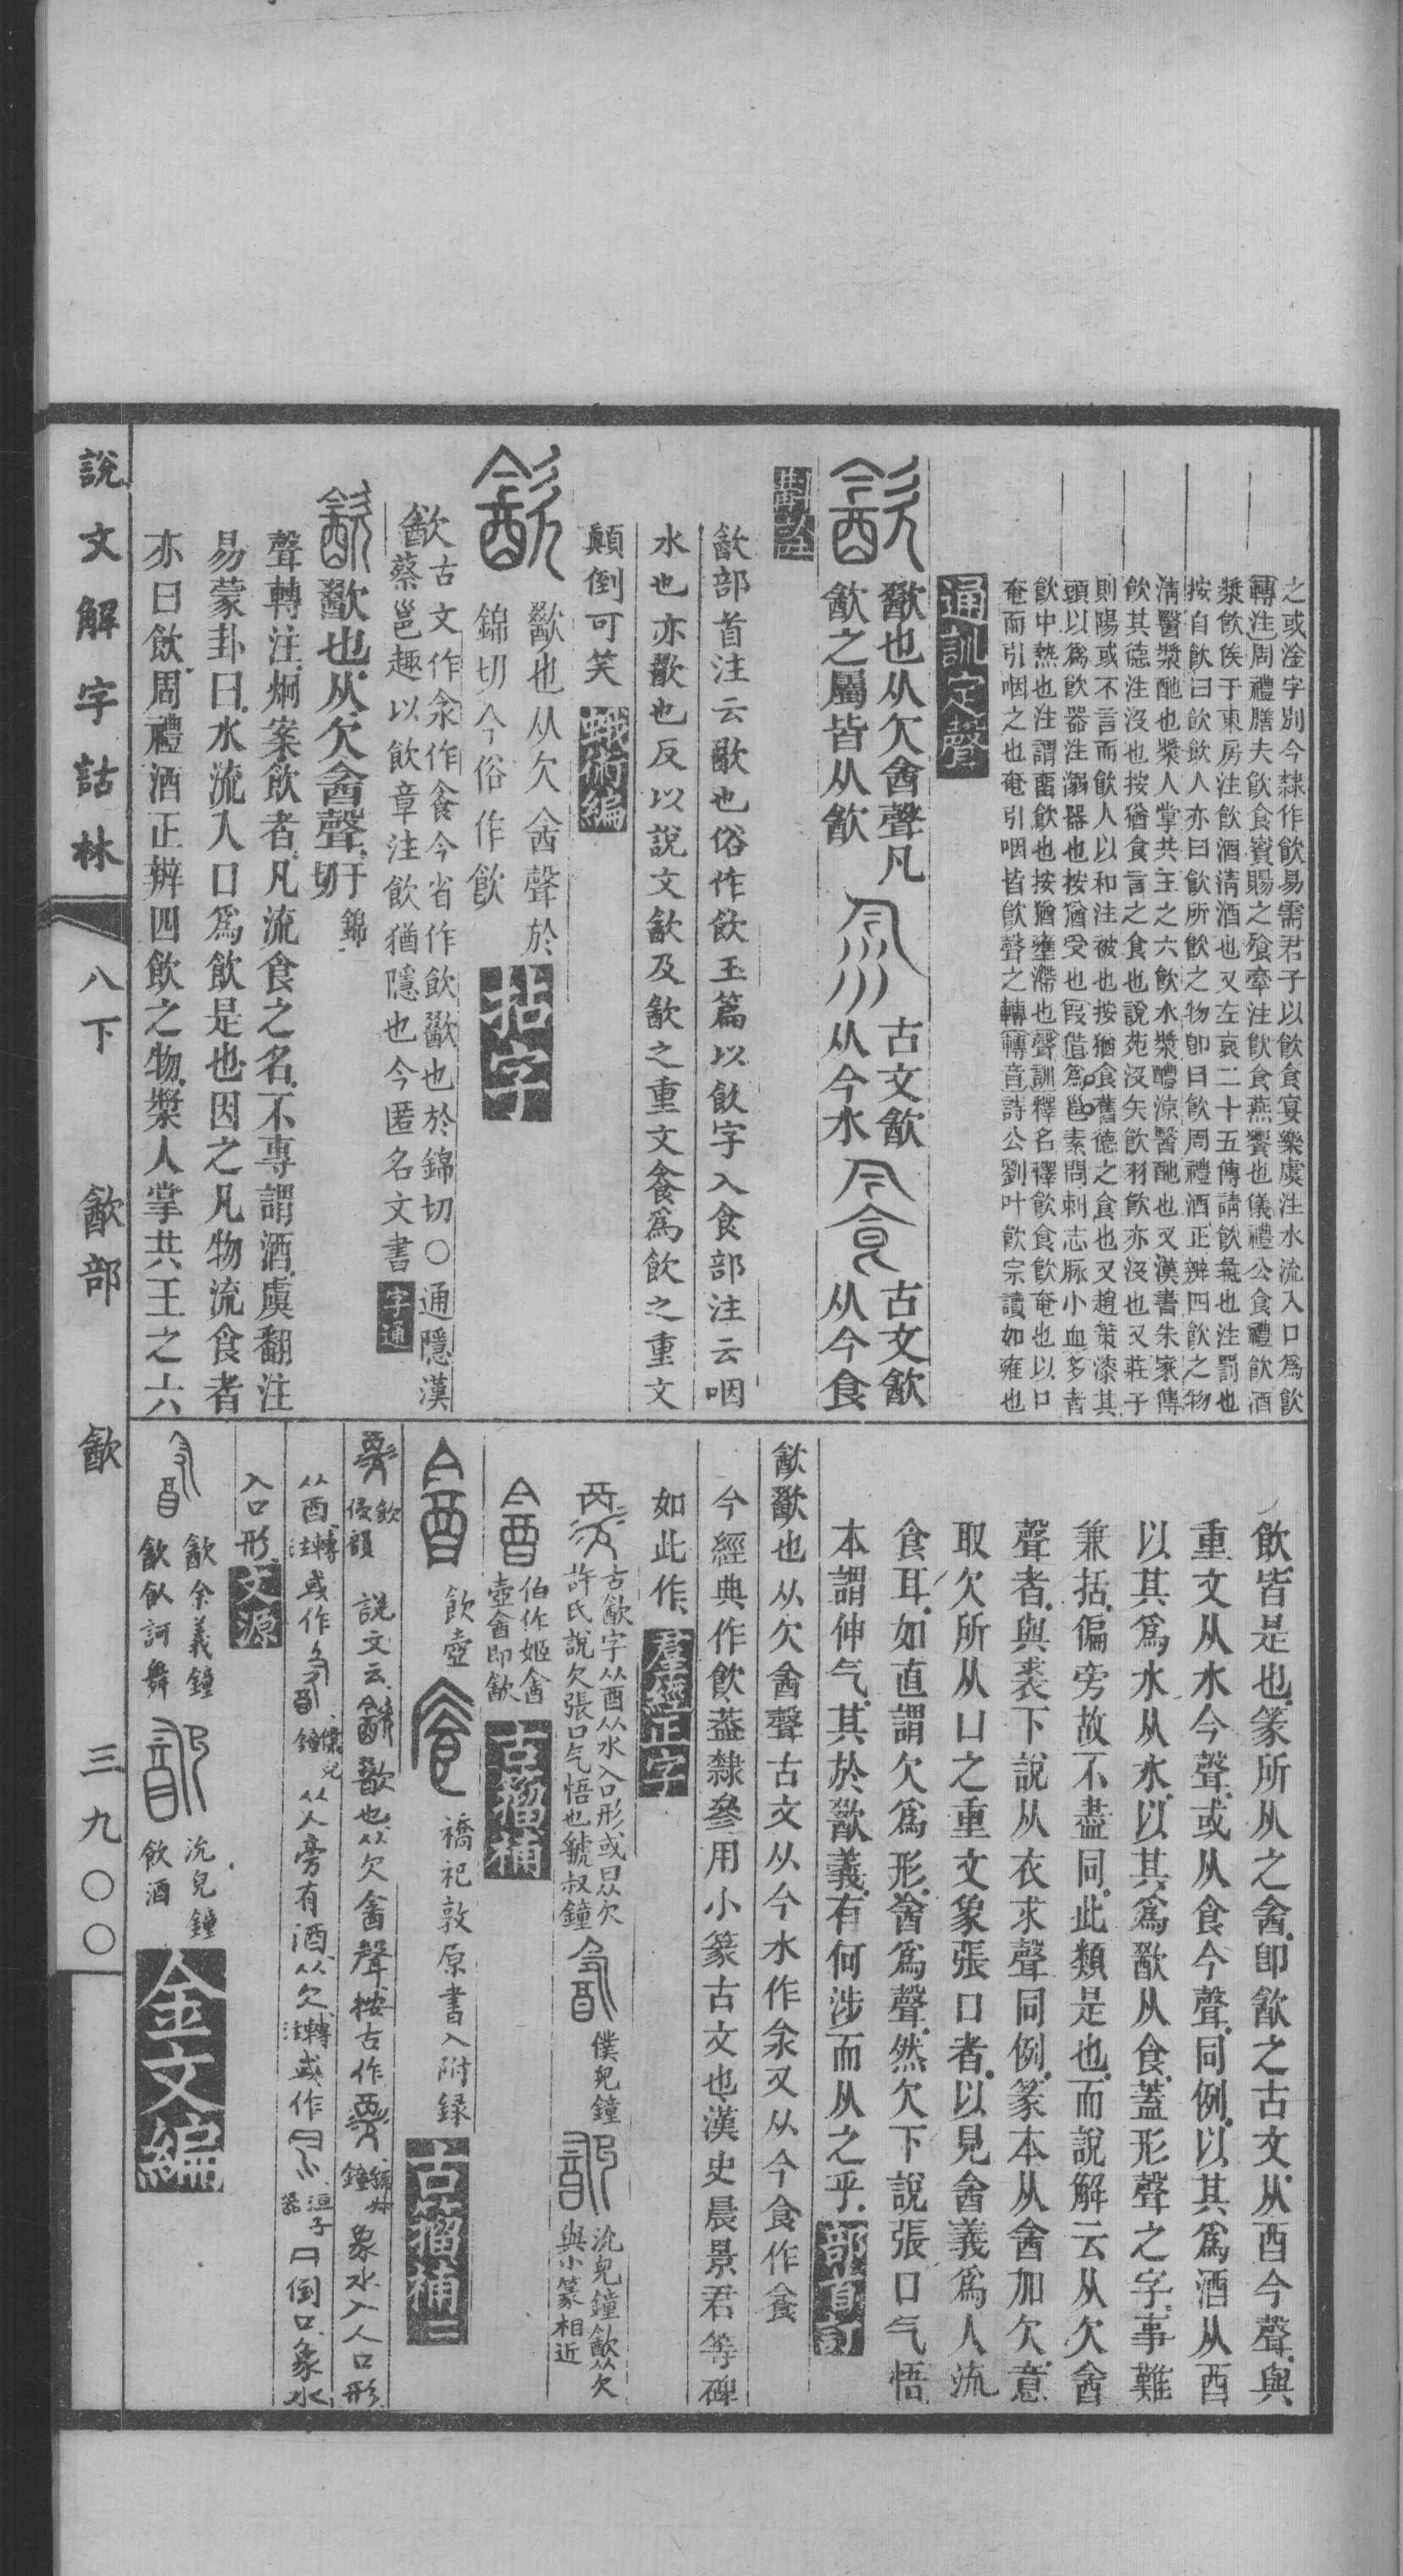 之或淦字別今隸作飲易需君子以飲食宴樂虞注水流入口爲飲
轉注周禮膳夫飲食賓賜之飧牽注飲食燕饗也儀禮公食禮飲酒
漿飲俟于東房注飲酒淸酒也又左哀二十五傳請飲彘也注罰也
按自飲曰飲飲人亦曰飲所飲之物卽曰飲周禮酒正辨四飲之物
淸醫漿酏也漿人掌共王之六飲水漿醴涼醫酏也又漢書朱家傳
飲其德注沒也按猶食言之食也說苑沒矢飲羽飲亦沒也又莊子
則陽或不言而飲人以和注被也按猶食舊德之食也又趙策漆其
頭以爲飲器注溺器也按猶受也叚借爲邕素問刺志脈小血多者
飲中熱也注謂畱飲也按猶壅滯也聲訓釋名釋飲食飲奄也以口
奄而引咽之也奄引咽皆飲聲之轉轉音詩公劉叶飲宗讀如雍也
通訓定聲
㱃歠也从欠酓聲凡㱃之屬皆从㱃 古文㱃从今水 古文㱃从今食
㱃部首注云歠也俗作飲玉篇以飲字入食部注云咽
水也亦歠也反以說文㱃及㱃之重文㱃爲飲之重文
顛倒可笑 蛾術編
㱃歠也从欠酓聲於錦切今俗作飲
㱃古文作㳄作㱃今省作飲歠也於錦切○通隱漢
蔡邕趣以飲章注飲猶隱也今匿名文書 字通
㱃歠也从欠酓聲於錦切
聲轉注炯案飲者凡流食之名不專謂酒虞翻注
易蒙卦曰水流入口爲飲是也因之凡物流食者
亦曰飲周禮酒正辨四飲之物漿人掌共王之六
飲皆是也篆所从之酓卽㱃之古文从酉今聲與
重文从水今聲或从食今聲同例以其爲酒从酉
以其爲水从水以其爲歠从食蓋形聲之字事難
兼括偏旁故不盡同此類是也而說解云从欠酓
聲者與裘下說从衣求聲同例篆本从酓加欠意
取欠所从口之重文象張口者以見酓義爲人流
食耳如直謂欠爲形酓爲聲然欠下說張口气悟
本謂伸气其於歠義有何涉而从之乎 部首訂
㱃歠也从欠酓聲古文从今水作㳄又从今食作㱃
今經典作飲葢隸參用小篆古文也漢史晨景君等碑
如此作 羣經正字
古㱃字从酉从水入口形或曰从欠
許氏說欠張口气悟也虢叔鐘 僕兒鐘 沇兒鐘㱃从欠
與小篆相近
伯作姬酓壺酓卽㱃 古籀補
飲壺 襦祀敦原書入附錄 古籀補二
飲侵韻 說文云㱃歠也从欠酓聲按古作 鐘 象水入人口形
从酉轉注或作 僕兒鐘 从人旁有酒从欠轉注或作 洹子器 倒口象水
入口形 文源
㱃 余義鐘㱃飤訶舞 沇兒鐘飲酒 金文編
說文解字詁林 八下 㱃部 㱃 三九○○